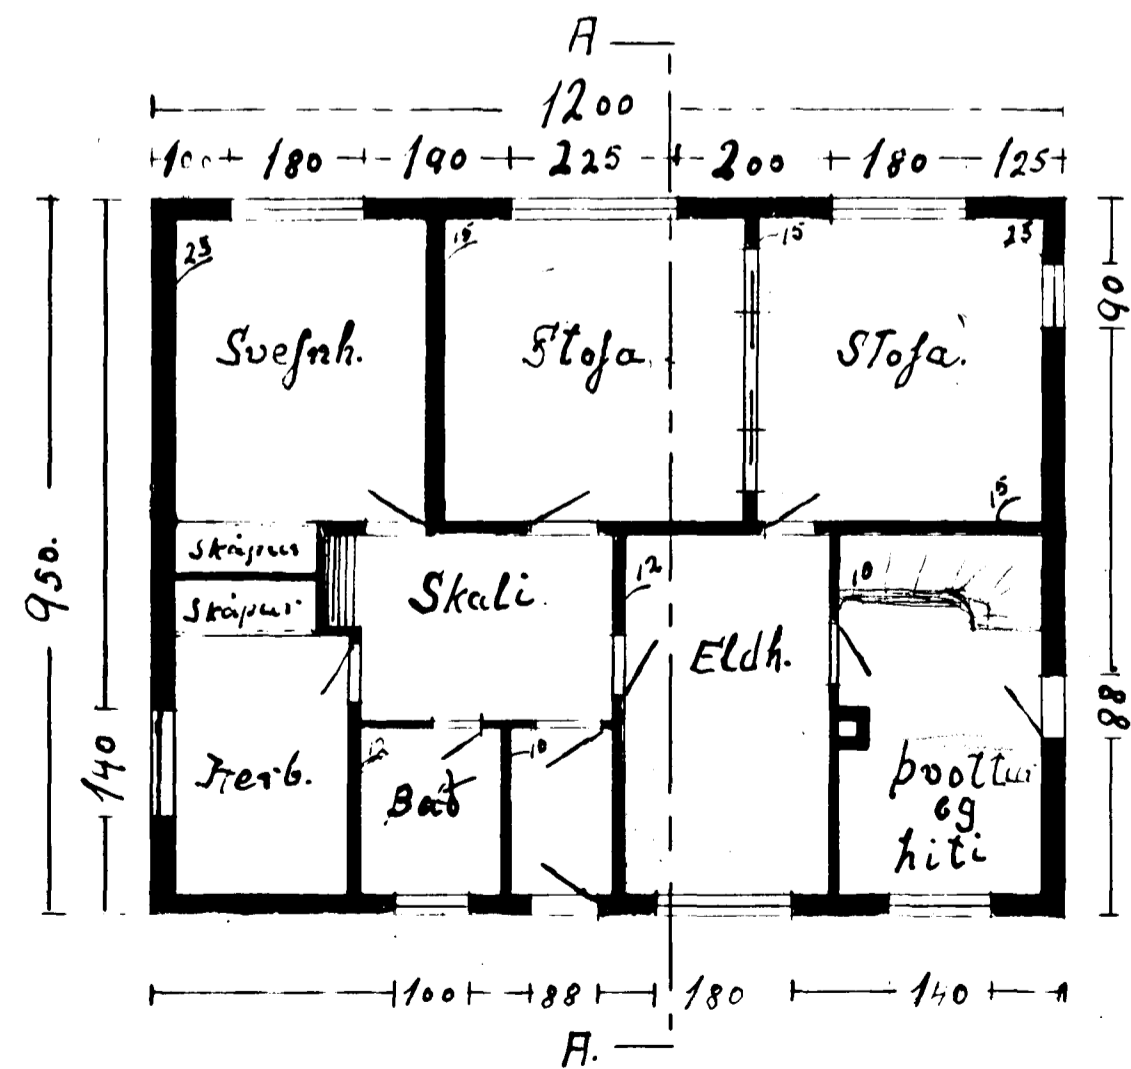 A
1200
100 180 190 225 200 180 125
25 15 15 25
90
Svefnh. Stofa Stofa.
15
950.
Skápur
Skápur
Skali
12
10
Eldh.
88
140
Herb.
12
Bað
10
þvottur
og
hiti
100 88 180 140
A.